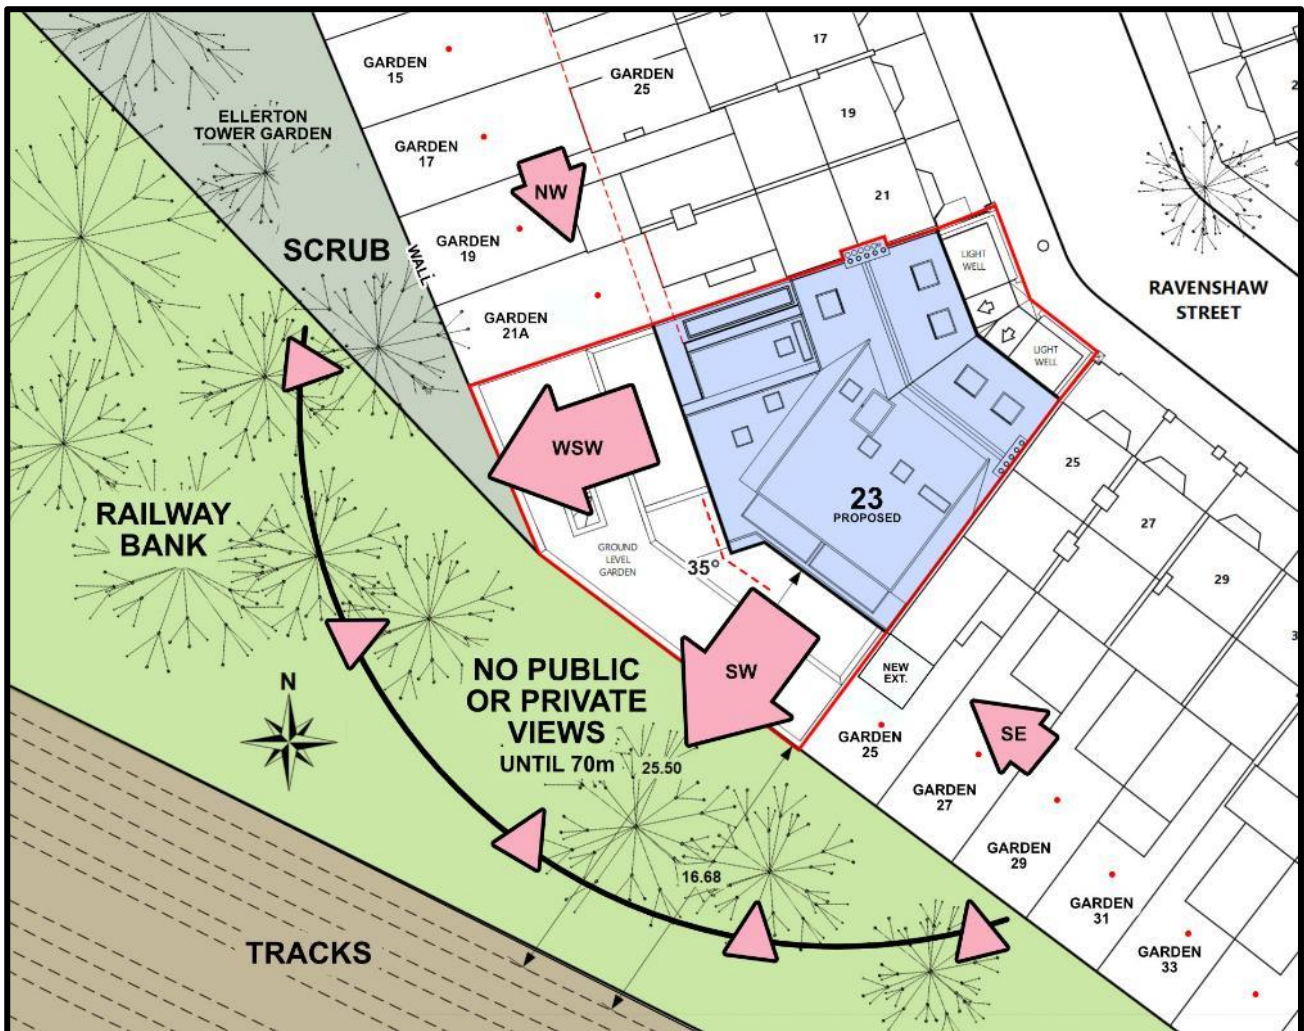 GARDEN
15
GARDEN
25
17
ELLERTON
TOWER GARDEN
GARDEN
17
19
NW
21
SCRUB
GARDEN
19
WALL
LIGHT
WELL
RAVENSHAW
STREET
GARDEN
21A
LIGHT
WELL
WSW
25
23
PROPOSED
27
RAILWAY
BANK
GROUND
LEVEL
GARDEN
35°
29
NO PUBLIC
OR PRIVATE
VIEWS
UNTIL 70m
SW
NEW
EXT.
N
GARDEN
25
SE
25.50
GARDEN
27
GARDEN
29
16.68
GARDEN
31
TRACKS
GARDEN
33